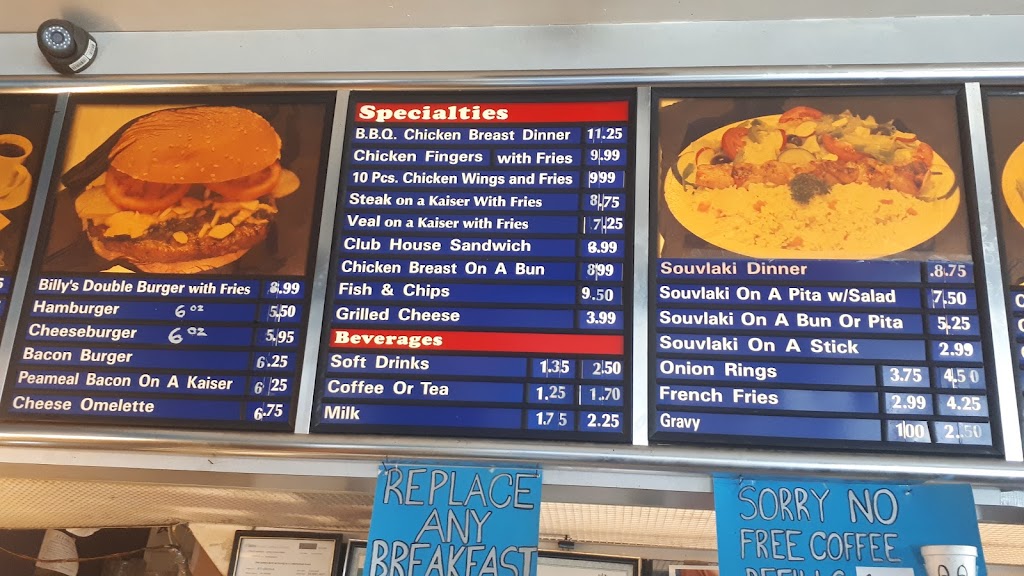 Billy's Double Burger with Fries 8.99
Hamburger 6 oz 5.50
Cheeseburger 6 oz 5.95
Bacon Burger 6.25
Peameal Bacon On A Kaiser 6.25
Cheese Omelette 6.75
Specialties
B.B.Q. Chicken Breast Dinner 11.25
Chicken Fingers with Fries 9.99
10 Pcs. Chicken Wings and Fries 9.99
Steak on a Kaiser With Fries 8.75
Veal on a Kaiser with Fries 7.25
Club House Sandwich 8.99
Chicken Breast On A Bun 8.99
Fish & Chips 9.50
Grilled Cheese 3.99
Beverages
Soft Drinks 1.35 2.50
Coffee Or Tea 1.25 1.70
Milk 1.75 2.25
Souvlaki Dinner 8.75
Souvlaki On A Pita w/Salad 7.50
Souvlaki On A Bun Or Pita 5.25
Souvlaki On A Stick 2.99
Onion Rings 3.75 4.50
French Fries 2.99 4.25
Gravy 1.00 2.50
REPLACE
ANY
BREAKFAST
SORRY NO
FREE COFFEE